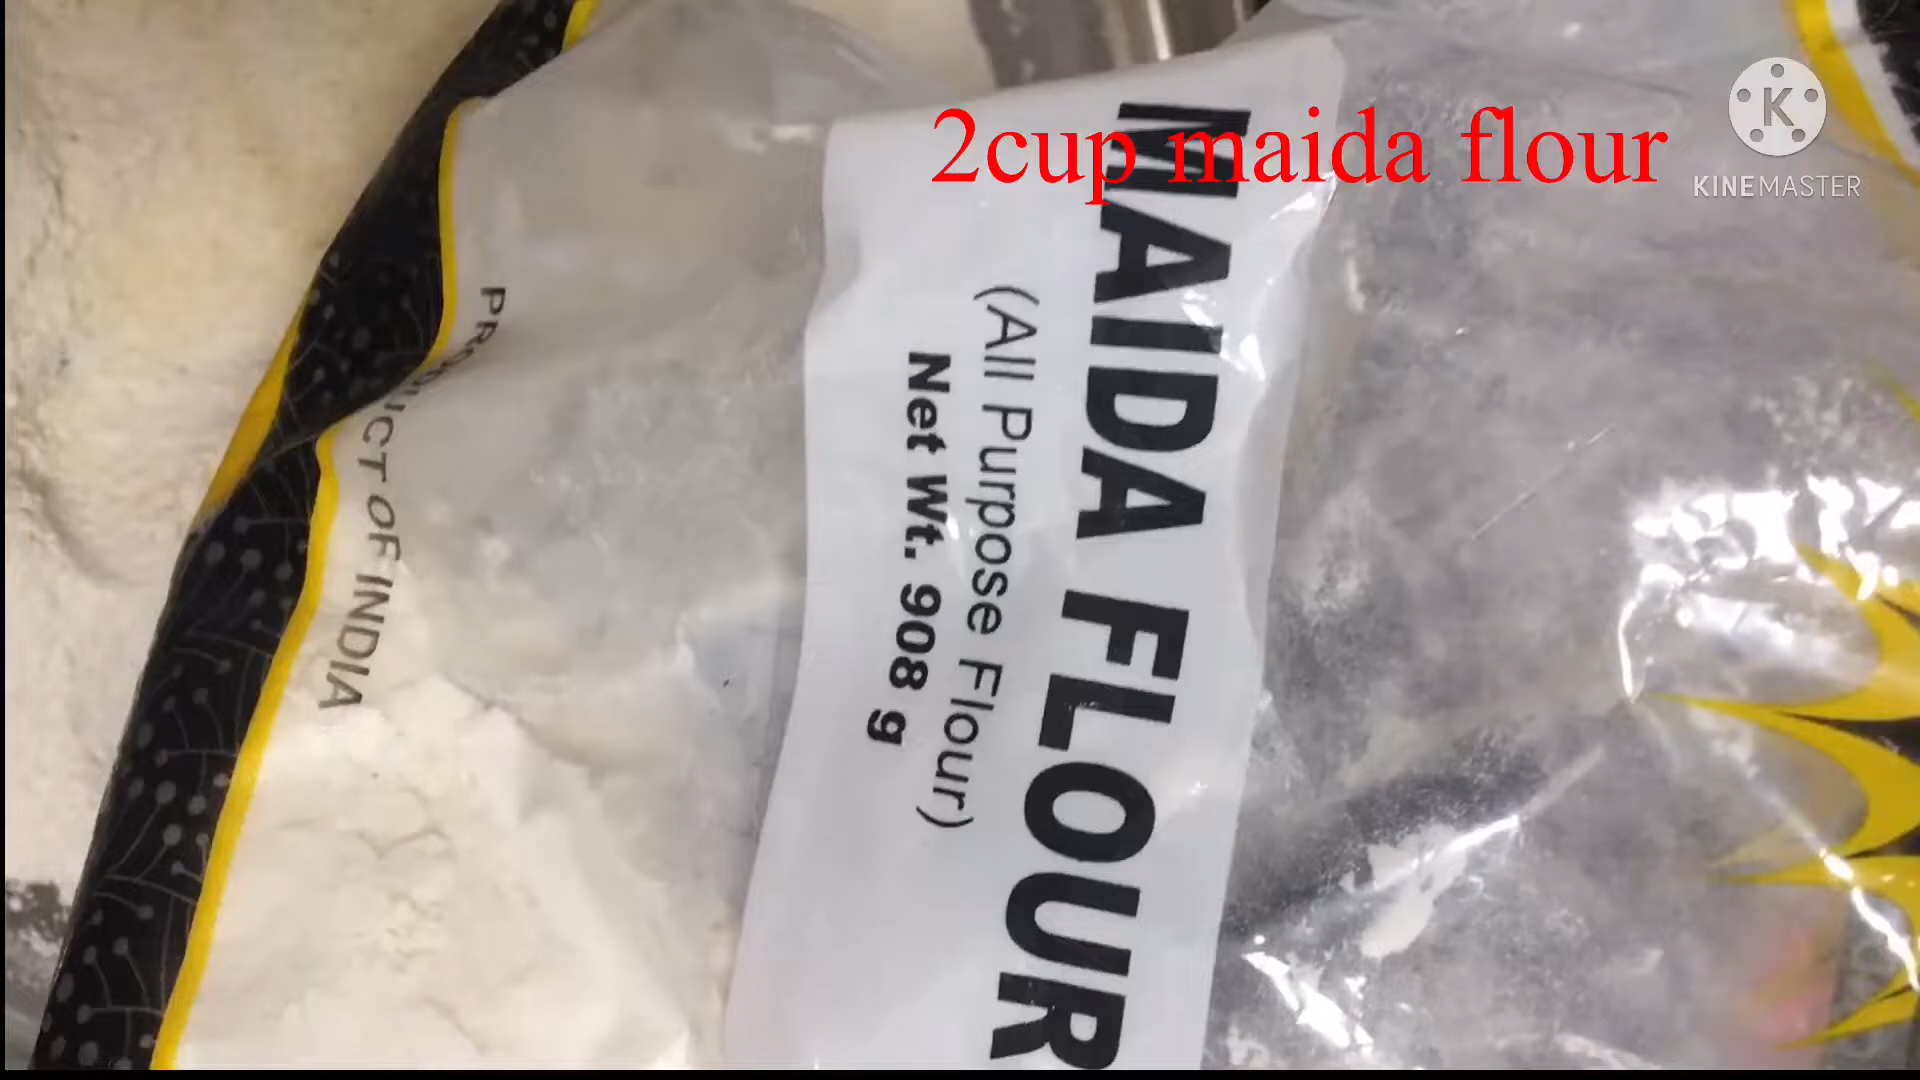 2cup maida flour
KINEMASTER
MAIDA FLOUR
(All Purpose Flour)
Net Wt. 908 g
PRODUCT OF INDIA